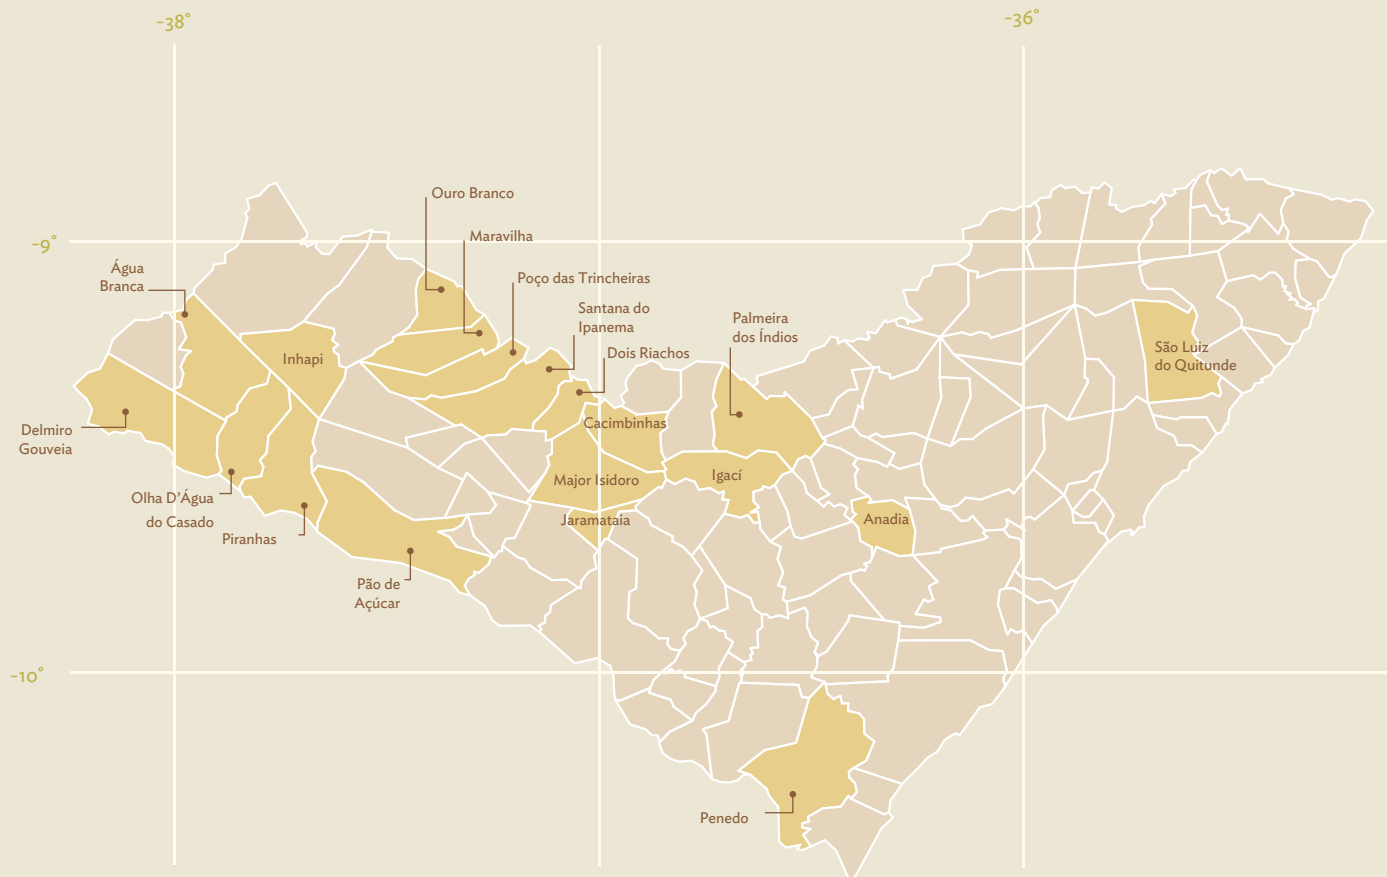 -38°
-36°
Ouro Branco
Maravilha
-9°
Água
Branca
Poço das Trincheiras
Santana do
Ipanema
Palmeira
dos Índios
Dois Riachos
São Luiz
do Quitunde
Inhapi
Cacimbinhas
Delmiro
Gouveia
Igací
Major Isidoro
Olha D’Água
do Casado
Jaramataia
Anadia
Piranhas
Pão de
Açúcar
-10°
Penedo